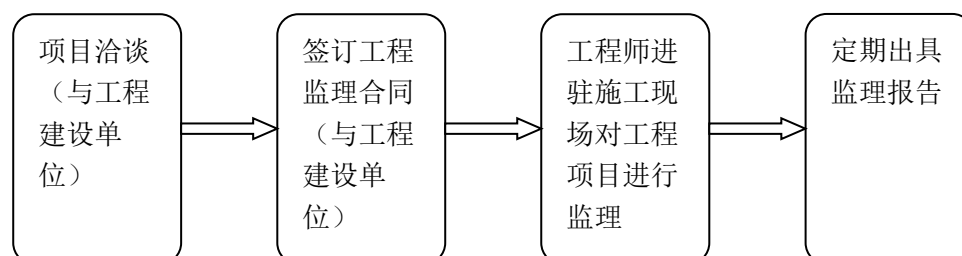 项目洽谈
（与工程
建设单
位）
签订工程
监理合同
（与工程
建设单
位）
工程师进
驻施工现
场对工程
项目进行
监理
定期出具
监理报告